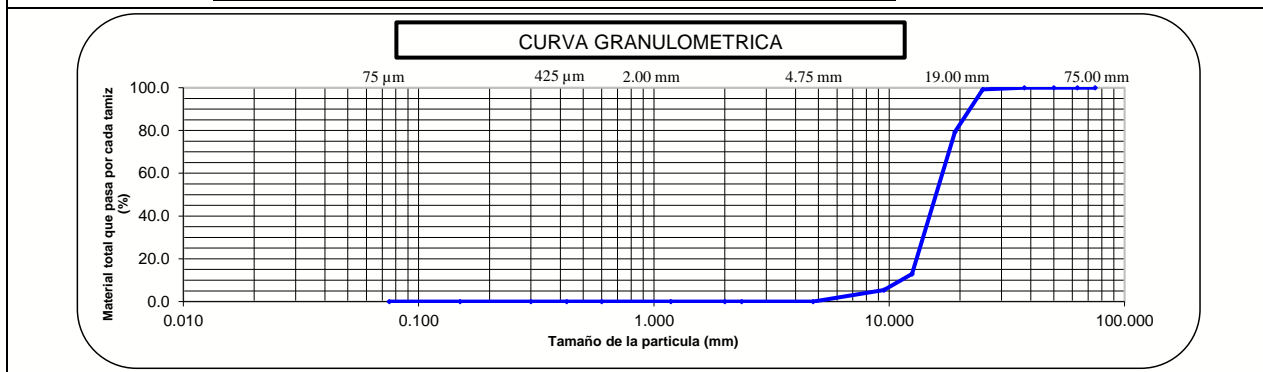 CURVA GRANULOMETRICA
75 µm 425 µm 2.00 mm 4.75 mm 19.00 mm 75.00 mm
100.0
80.0
60.0
40.0
20.0
0.0
Material total que pasa por cada tamiz
(%)
0.010 0.100 1.000 10.000 100.000
Tamaño de la particula (mm)